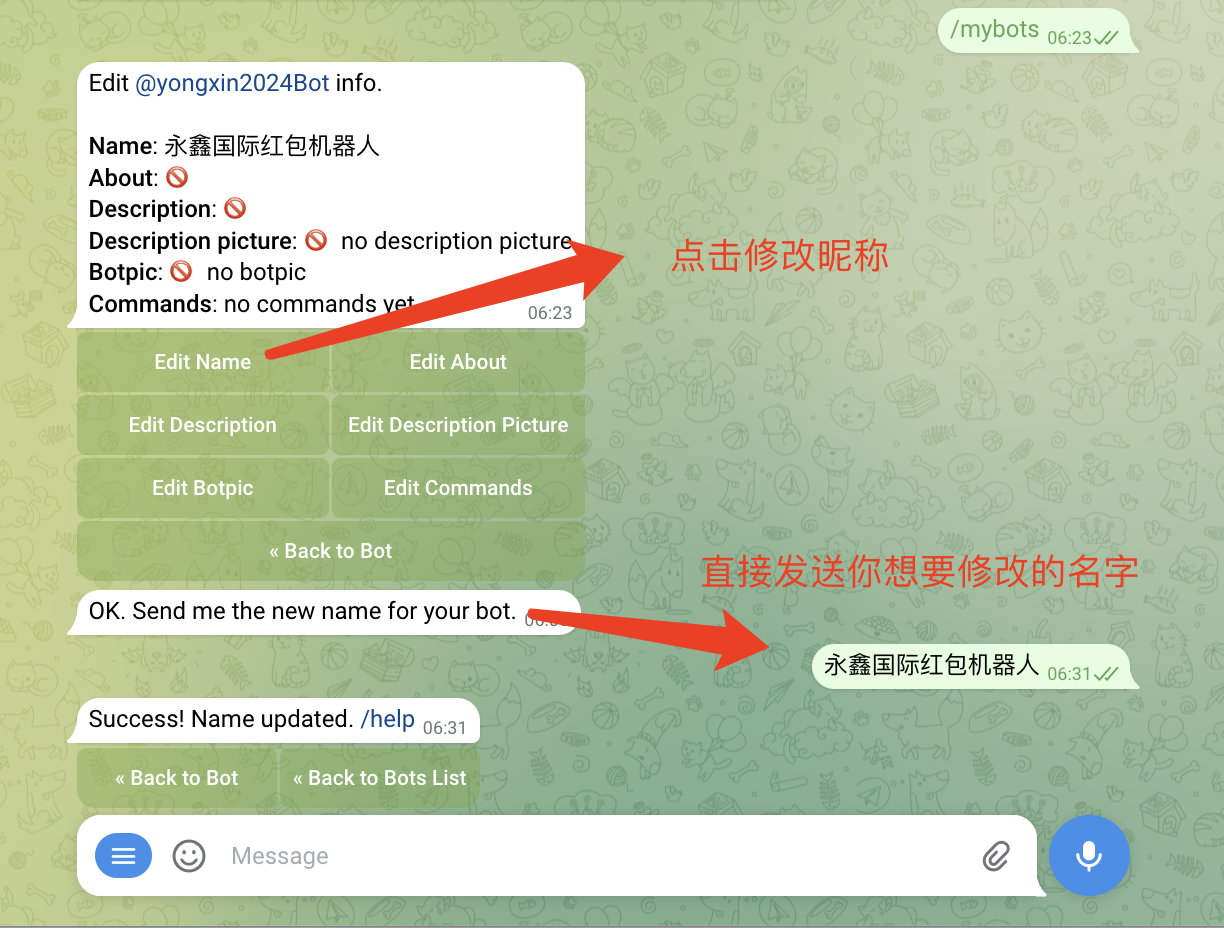 /mybots 06:23
Edit @yongxin2024Bot info.
Name: 永鑫国际红包机器人
About:
Description:
Description picture: no description picture
Botpic: no botpic
Commands: no commands yet
06:23
点击修改昵称
Edit Name
Edit About
Edit Description
Edit Description Picture
Edit Botpic
Edit Commands
« Back to Bot
直接发送你想要修改的名字
OK. Send me the new name for your bot.
永鑫国际红包机器人 06:31
Success! Name updated. /help 06:31
« Back to Bot
« Back to Bots List
Message